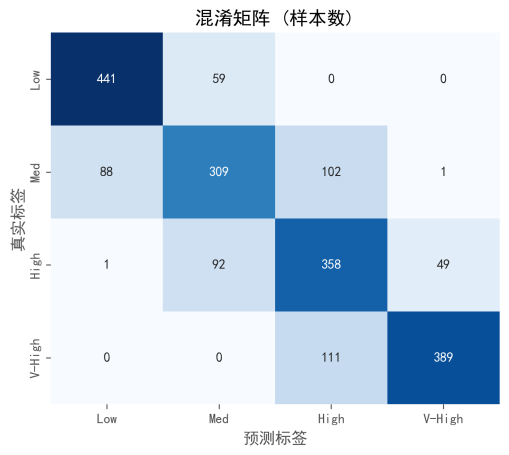 混淆矩阵 (样本数)
真实标签
Low 441 59 0 0
Med 88 309 102 1
High 1 92 358 49
V-High 0 0 111 389
Low Med High V-High
预测标签